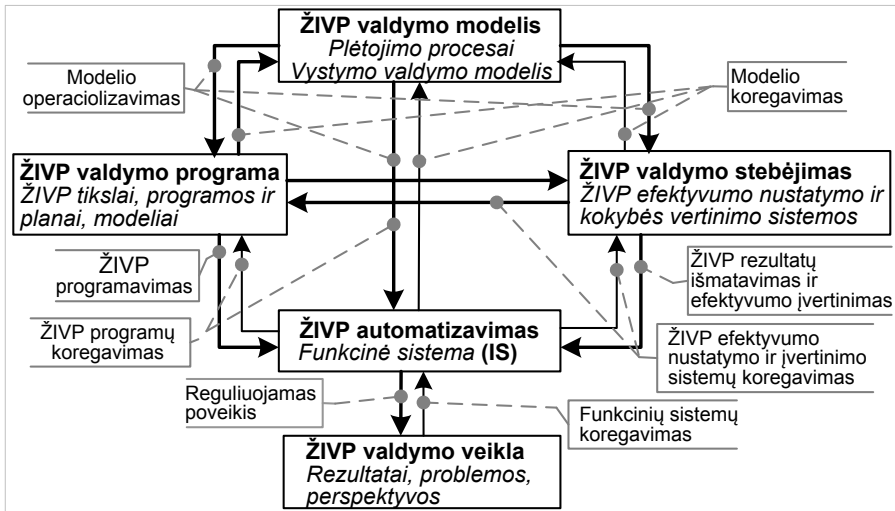 ŽIVP valdymo modelis
Plėtojimo procesai
Vystymo valdymo modelis
Modelio
operaciolizavimas
Modelio
koregavimas
ŽIVP valdymo programa
ŽIVP tikslai, programos ir
planai, modeliai
ŽIVP valdymo stebėjimas
ŽIVP efektyvumo nustatymo ir
kokybės vertinimo sistemos
ŽIVP
programavimas
ŽIVP rezultatų
išmatavimas ir
efektyvumo įvertinimas
ŽIVP programų
koregavimas
ŽIVP automatizavimas
Funkcinė sistema (IS)
ŽIVP efektyvumo
nustatymo ir įvertinimo
sistemų koregavimas
Reguliuojamas
poveikis
Funkcinių sistemų
koregavimas
ŽIVP valdymo veikla
Rezultatai, problemos,
perspektyvos